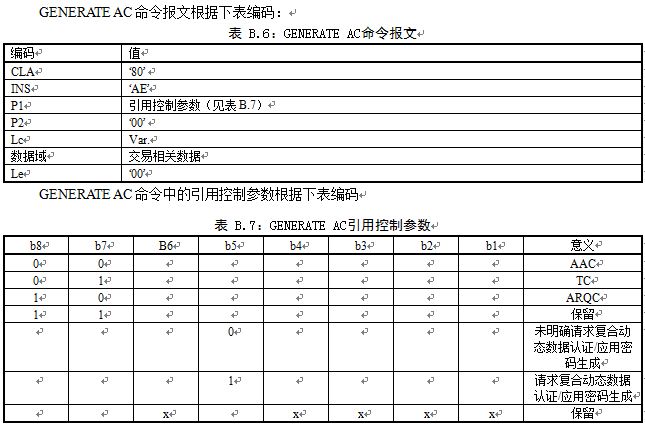 GENERATE AC 命令报文根据下表编码：
表 B.6: GENERATE AC命令报文
编码 值
CLA '80'
INS 'AE'
P1 引用控制参数（见表 B.7）
P2 '00'
Lc Var.
数据域 交易相关数据
Le '00'
GENERATE AC 命令中的引用控制参数根据下表编码
表 B.7: GENERATE AC引用控制参数
b8 b7 B6 b5 b4 b3 b2 b1 意义
0 0 AAC
0 1 TC
1 0 ARQC
1 1 保留
0 未明确请求复合动
态数据认证/应用密
码生成
1 请求复合动态数据
认证/应用密码生成
x x x x x 保留